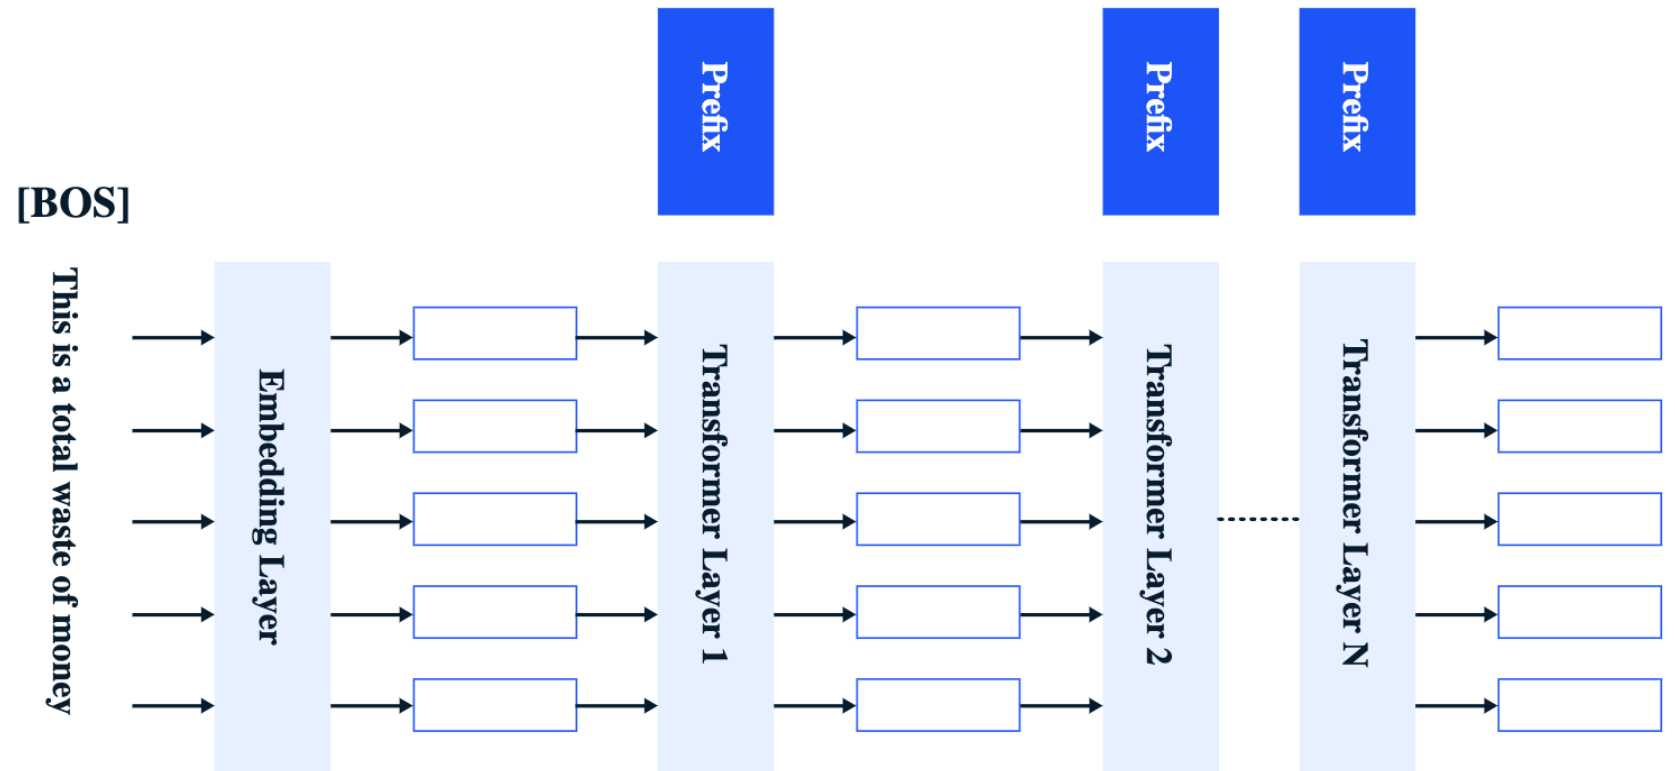 Prefix
Prefix
Prefix
[BOS]
This is a total waste of money
Embedding Layer
Transformer Layer 1
Transformer Layer 2
Transformer Layer N